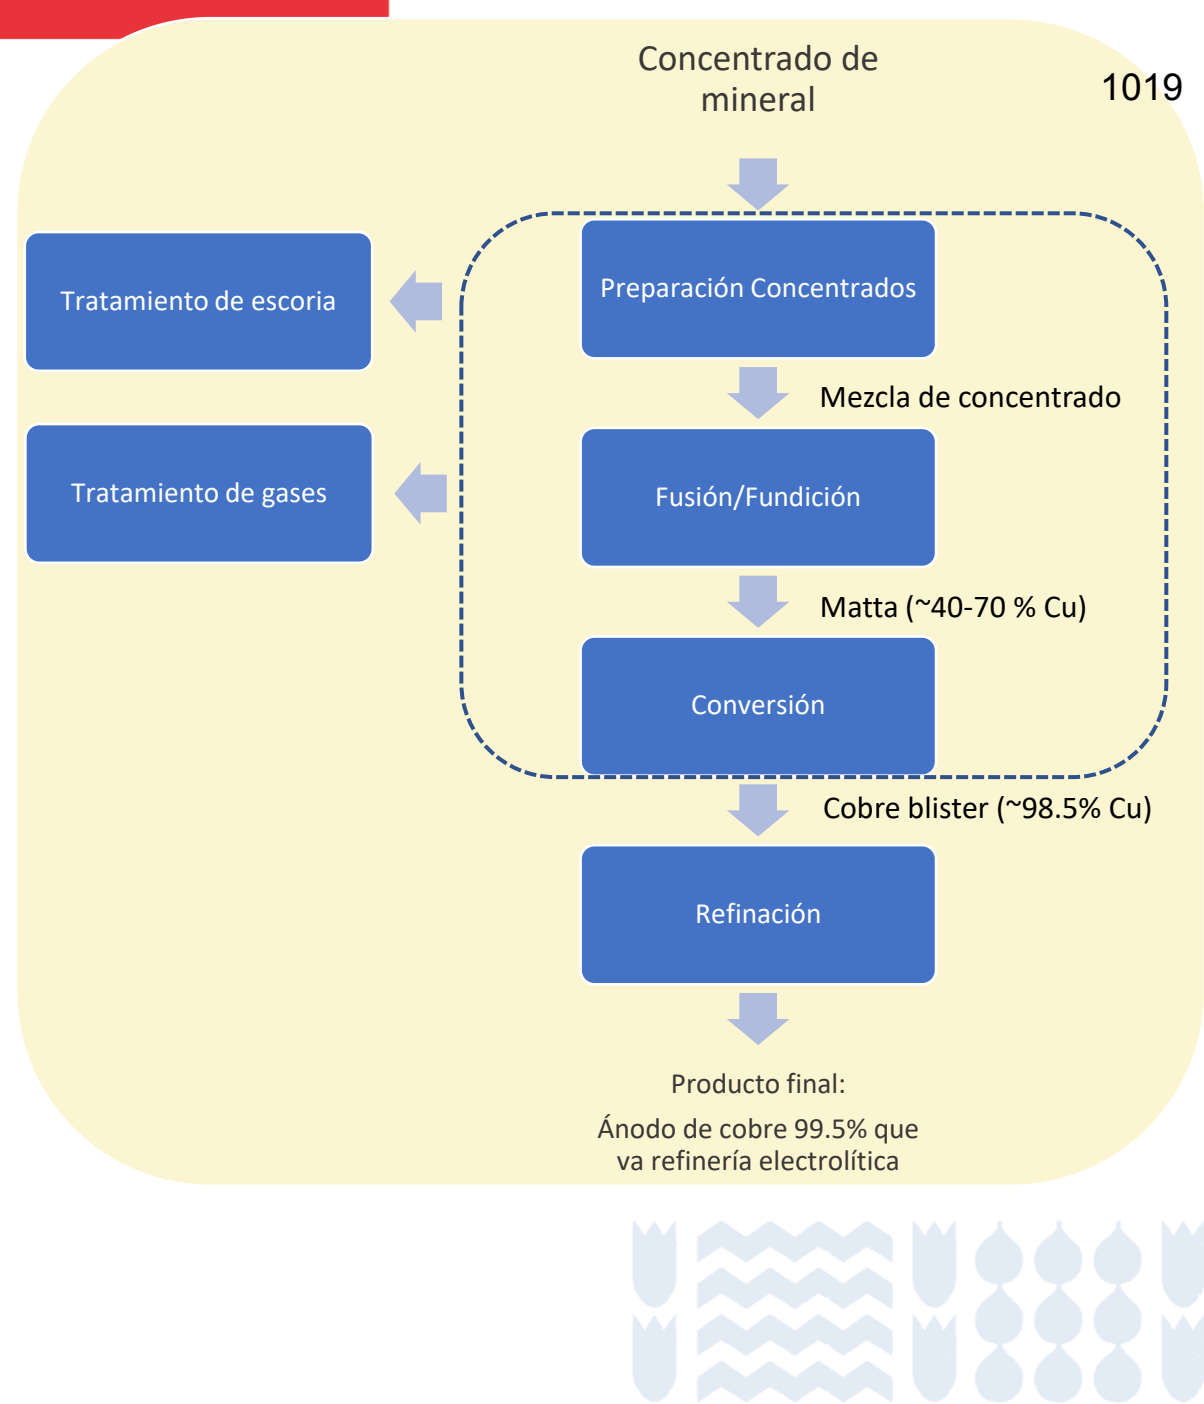 Concentrado de
mineral
1019
Preparación Concentrados
Tratamiento de escoria
Mezcla de concentrado
Tratamiento de gases
Fusión/Fundición
Matta (~40-70 % Cu)
Conversión
Cobre blister (~98.5% Cu)
Refinación
Producto final:
Ánodo de cobre 99.5% que
va refinería electrolítica